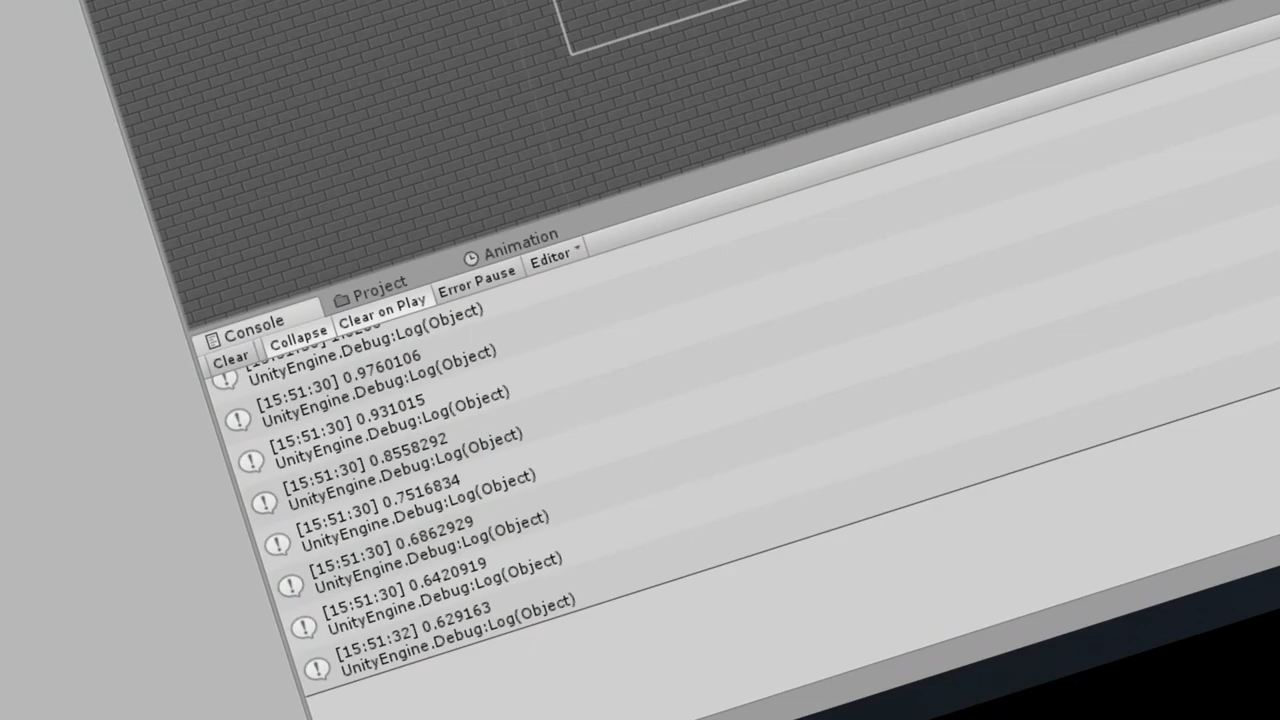 Console
Project
Animation
Clear
Collapse
Clear on Play
Error Pause
Editor
UnityEngine.Debug:Log(Object)
[15:51:30] 0.9760106
UnityEngine.Debug:Log(Object)
[15:51:30] 0.931015
UnityEngine.Debug:Log(Object)
[15:51:30] 0.8558292
UnityEngine.Debug:Log(Object)
[15:51:30] 0.7516834
UnityEngine.Debug:Log(Object)
[15:51:30] 0.6862929
UnityEngine.Debug:Log(Object)
[15:51:30] 0.6420919
UnityEngine.Debug:Log(Object)
[15:51:32] 0.629163
UnityEngine.Debug:Log(Object)